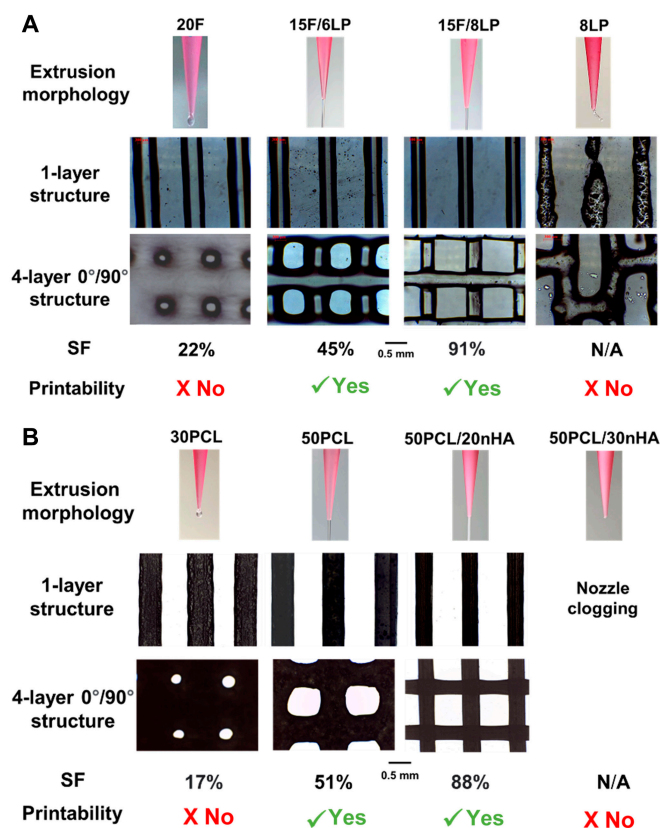 A
20F 15F/6LP 15F/8LP 8LP
Extrusion
morphology
1-layer
structure
4-layer 0°/90°
structure
SF 22% 45% 0.5 mm 91% N/A
Printability X No ✓Yes ✓Yes X No
B
30PCL 50PCL 50PCL/20nHA 50PCL/30nHA
Extrusion
morphology
1-layer
structure
Nozzle
clogging
4-layer 0°/90°
structure
0.5 mm
SF 17% 51% 88% N/A
Printability X No ✓Yes ✓Yes X No